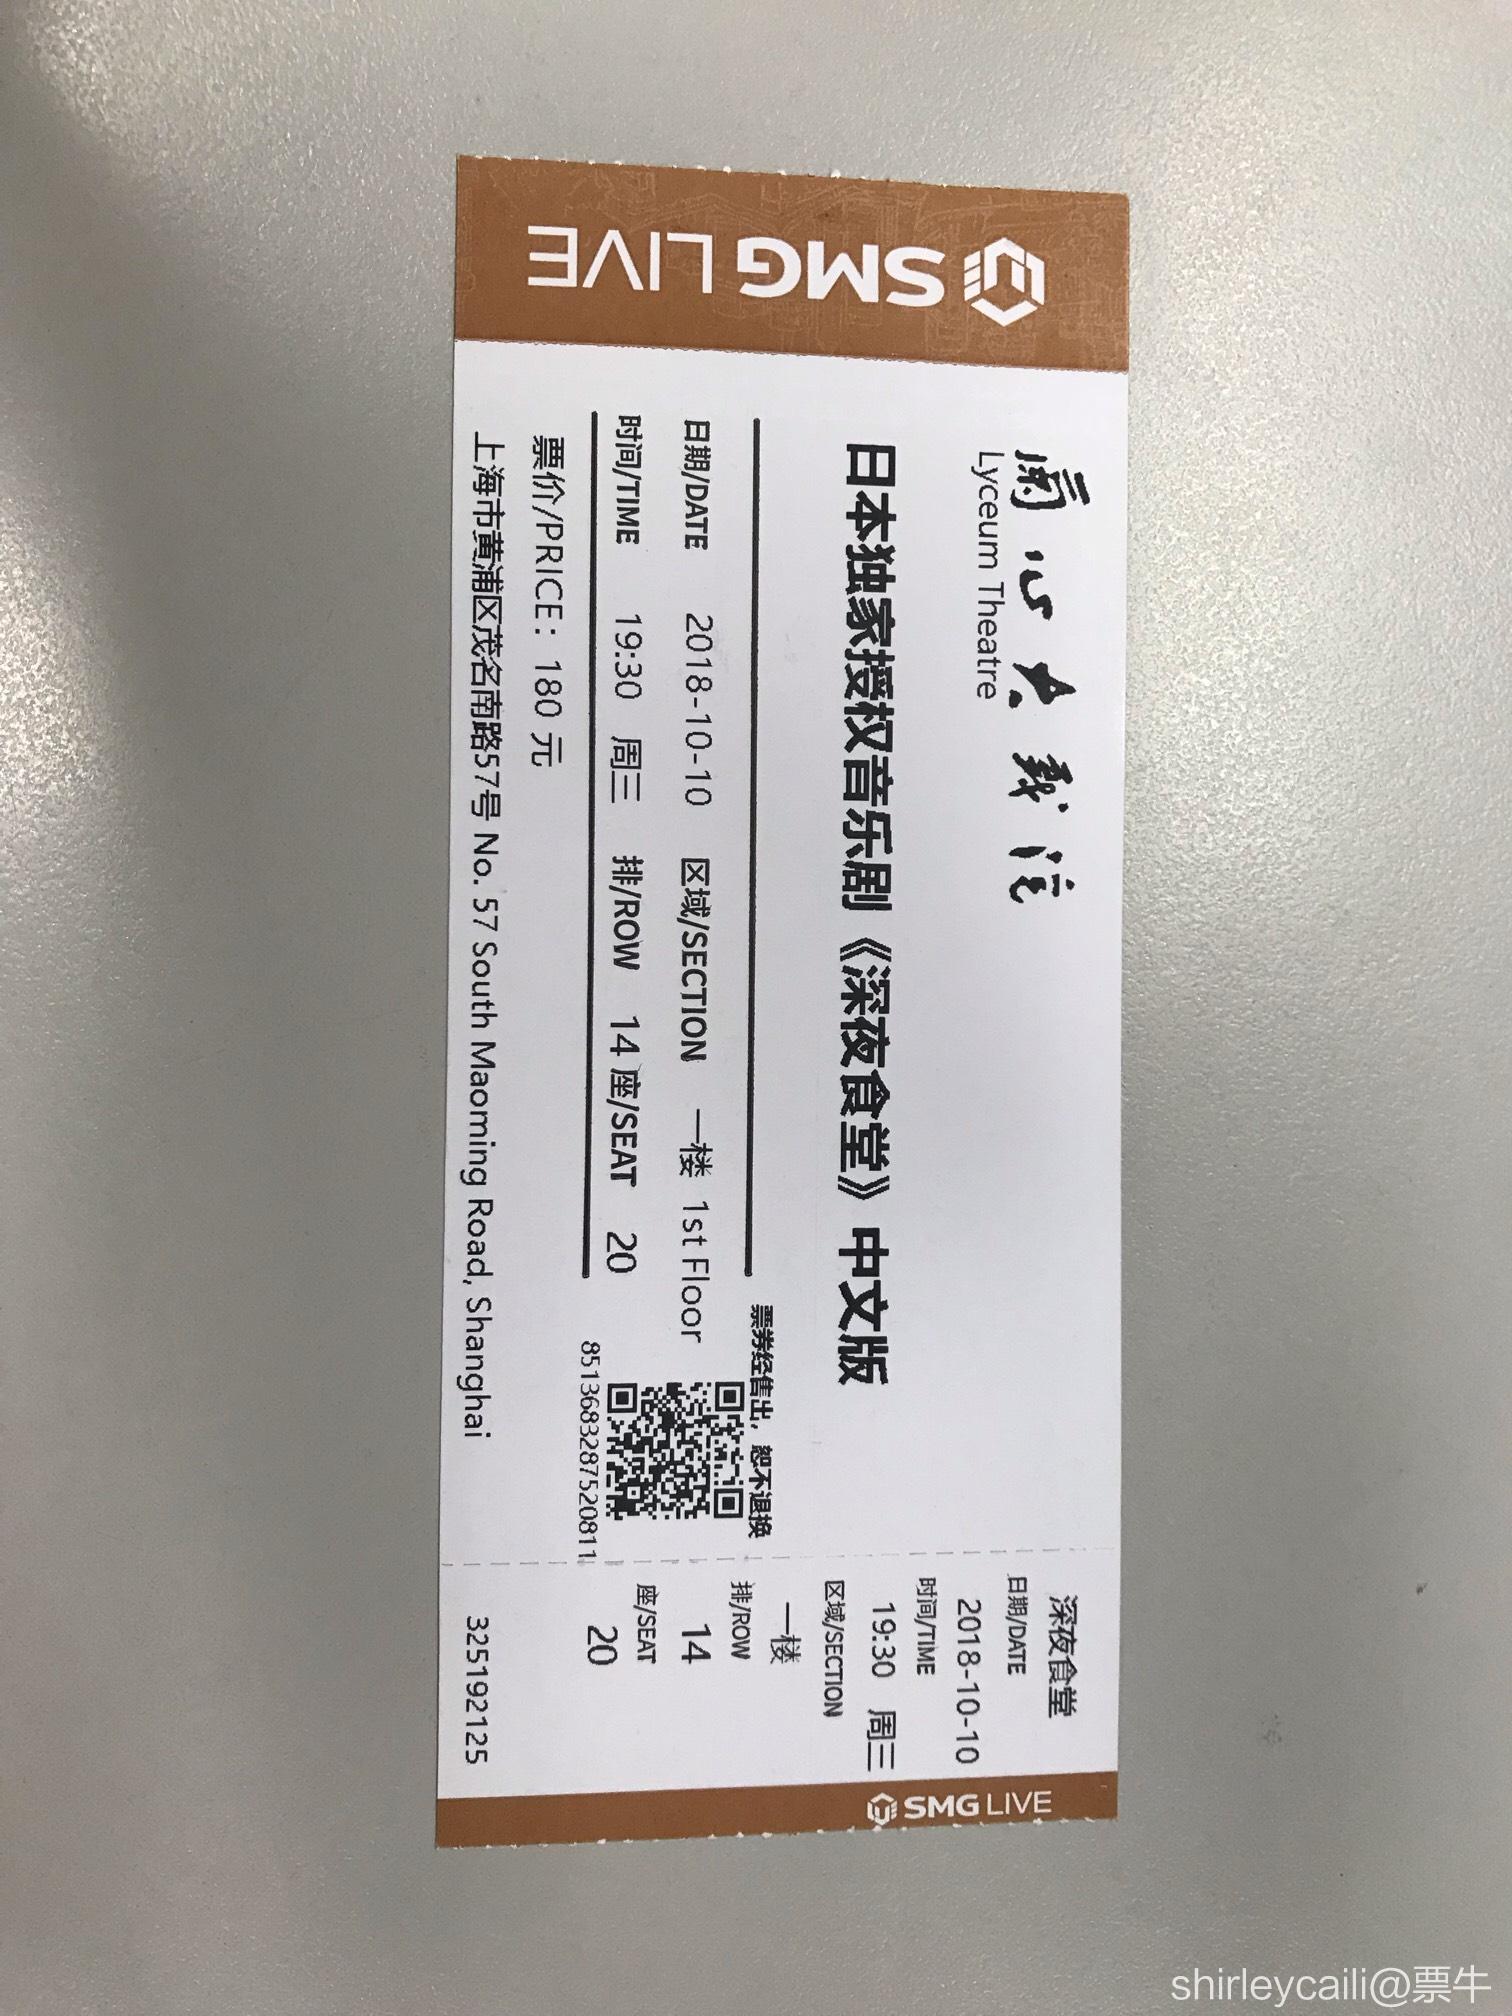 SMG LIVE
兰心大戏院
Lyceum Theatre
日本独家授权音乐剧《深夜食堂》中文版
票券经售出，恕不退换
日期/DATE 2018-10-10 区域/SECTION 一楼 1st Floor
时间/TIME 19:30 周三 排/ROW 14 座/SEAT 20
8513683287520811
票价/PRICE：180 元
上海市黄浦区茂名南路57号 No. 57 South Maoming Road, Shanghai
深夜食堂
日期/DATE
2018-10-10
时间/TIME
19:30 周三
区域/SECTION
一楼
排/ROW
14
座/SEAT
20
325192125
SMG LIVE
shirleycaili@票牛